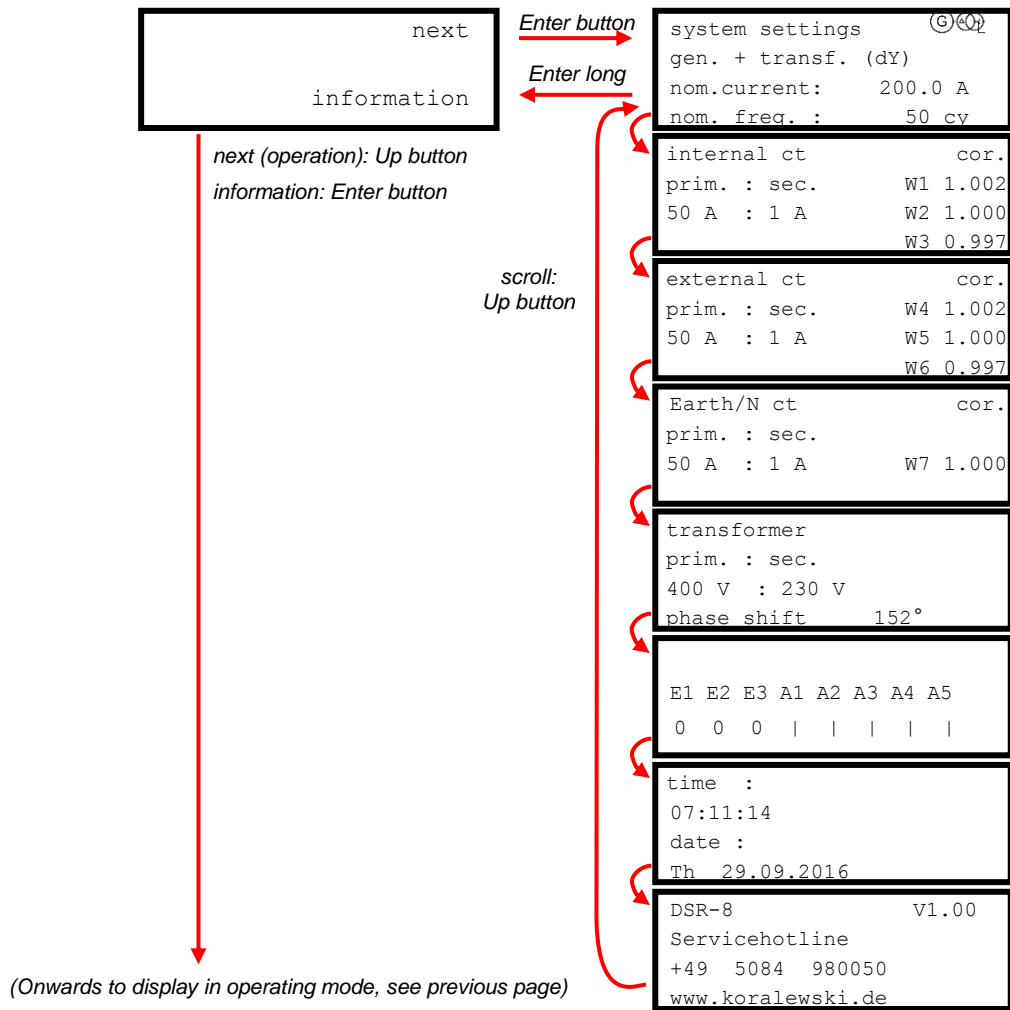 next
information
Enter button
Enter long
next (operation): Up button
information: Enter button
scroll:
Up button
(Onwards to display in operating mode, see previous page)
system settings G
gen. + transf. (dY)
nom.current: 200.0 A
nom. freq. : 50 cy
internal ct cor.
prim. : sec. W1 1.002
50 A : 1 A W2 1.000
W3 0.997
external ct cor.
prim. : sec. W4 1.002
50 A : 1 A W5 1.000
W6 0.997
Earth/N ct cor.
prim. : sec.
50 A : 1 A W7 1.000
transformer
prim. : sec.
400 V : 230 V
phase shift 152°
E1 E2 E3 A1 A2 A3 A4 A5
0 0 0 | | | | |
time :
07:11:14
date :
Th 29.09.2016
DSR-8 V1.00
Servicehotline
+49 5084 980050
www.koralewski.de